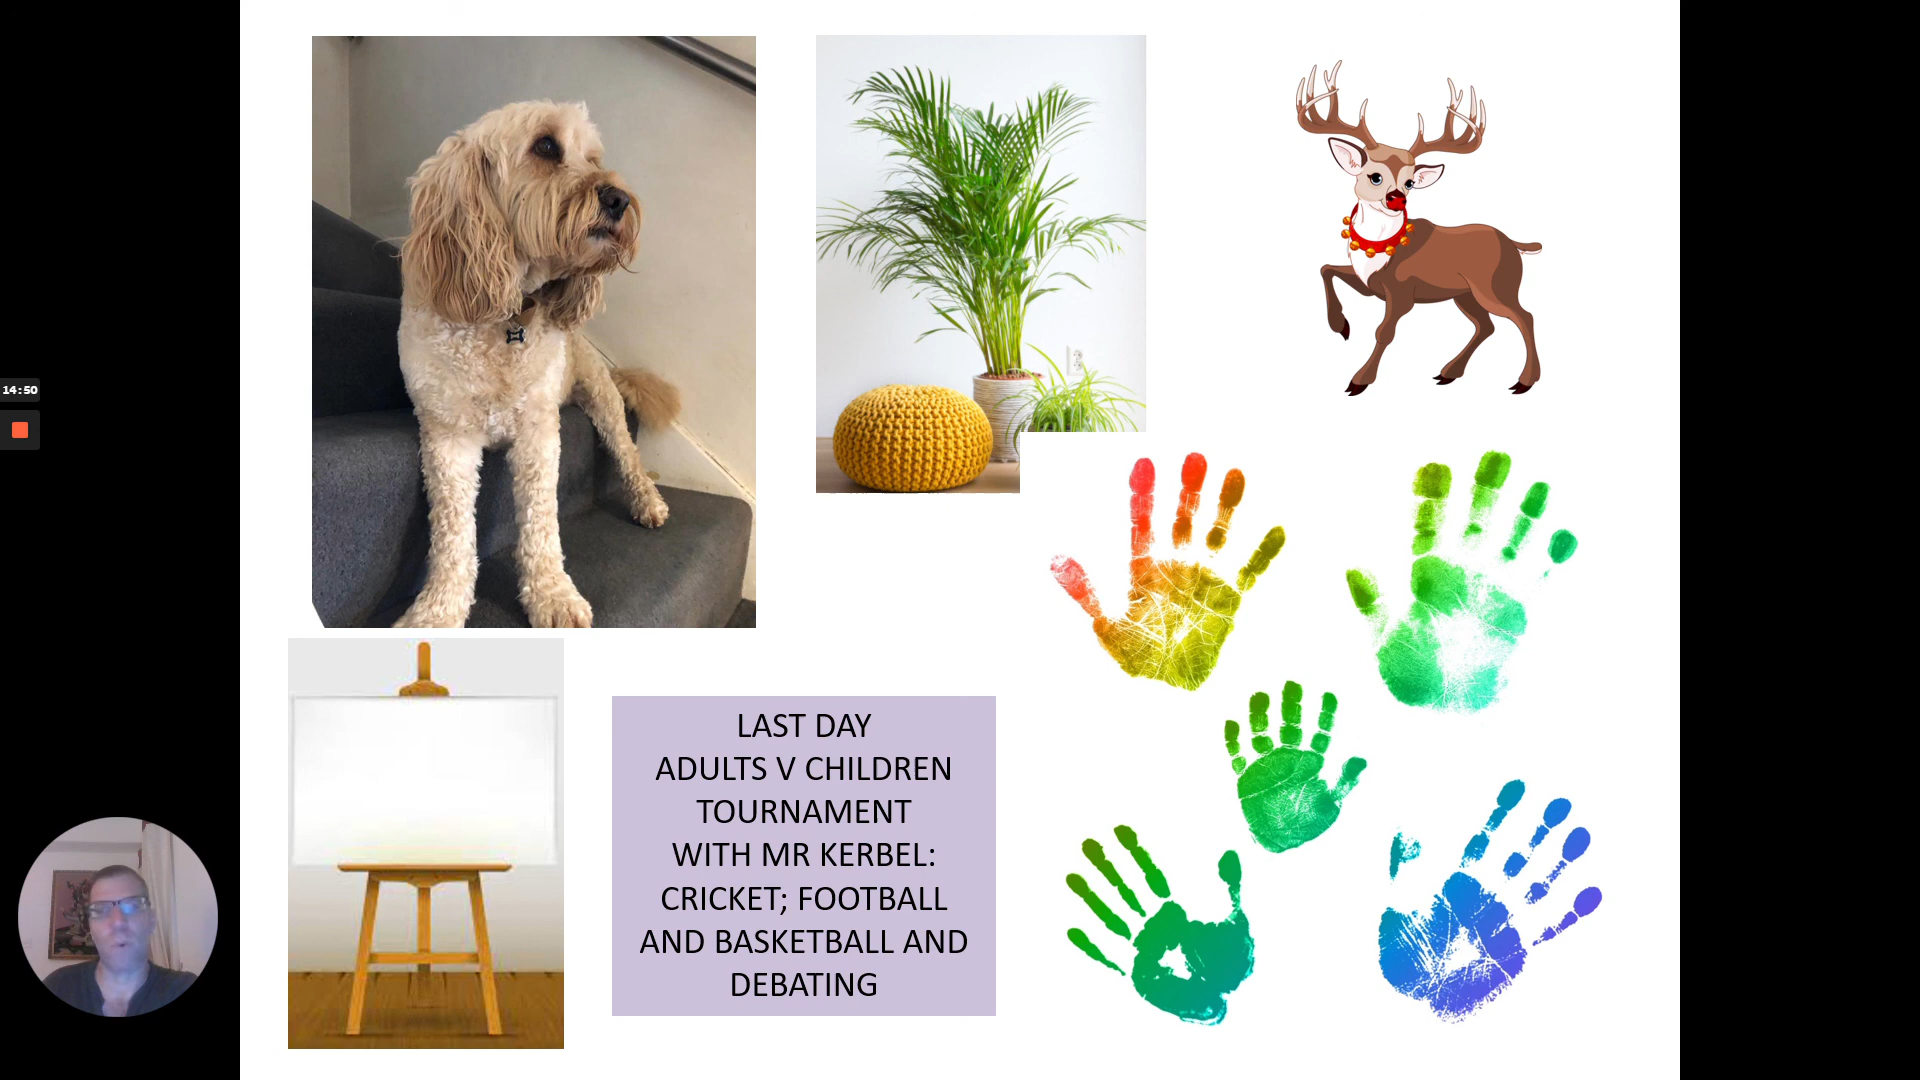 14:50
LAST DAY
ADULTS V CHILDREN
TOURNAMENT
WITH MR KERBEL:
CRICKET; FOOTBALL
AND BASKETBALL AND
DEBATING